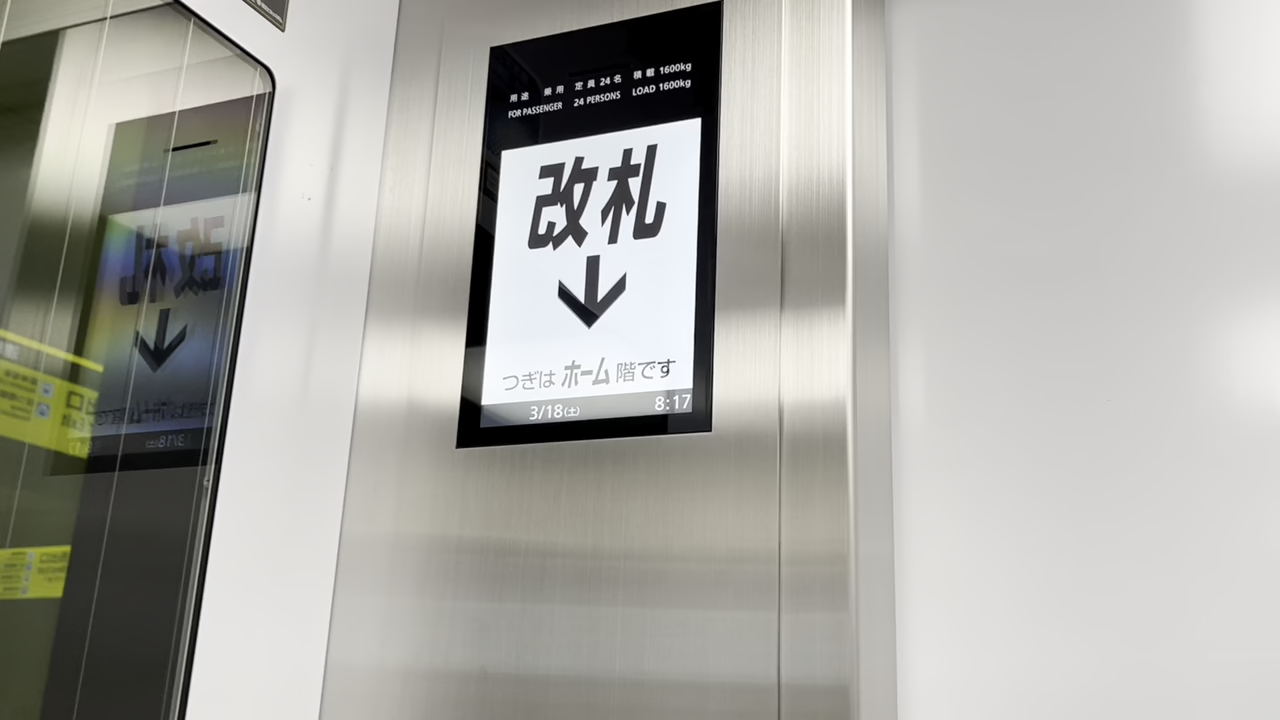 用途 乗用 定員 24名 積載 1600kg
FOR PASSENGER 24 PERSONS LOAD 1600kg
改札
↓
つぎは ホーム 階です
3/18(土) 8:17